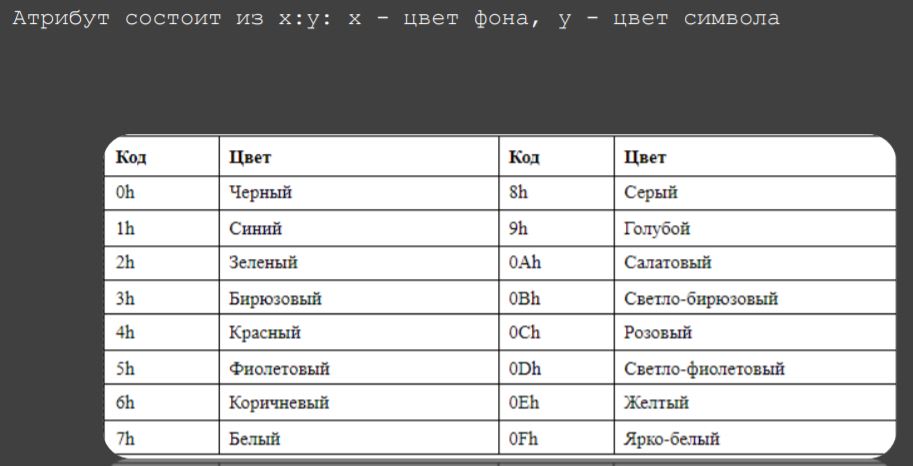 Атрибут состоит из x:y: x - цвет фона, y - цвет символа
Код Цвет Код Цвет
0h Черный 8h Серый
1h Синий 9h Голубой
2h Зеленый 0Ah Салатовый
3h Бирюзовый 0Bh Светло-бирюзовый
4h Красный 0Ch Розовый
5h Фиолетовый 0Dh Светло-фиолетовый
6h Коричневый 0Eh Желтый
7h Белый 0Fh Ярко-белый